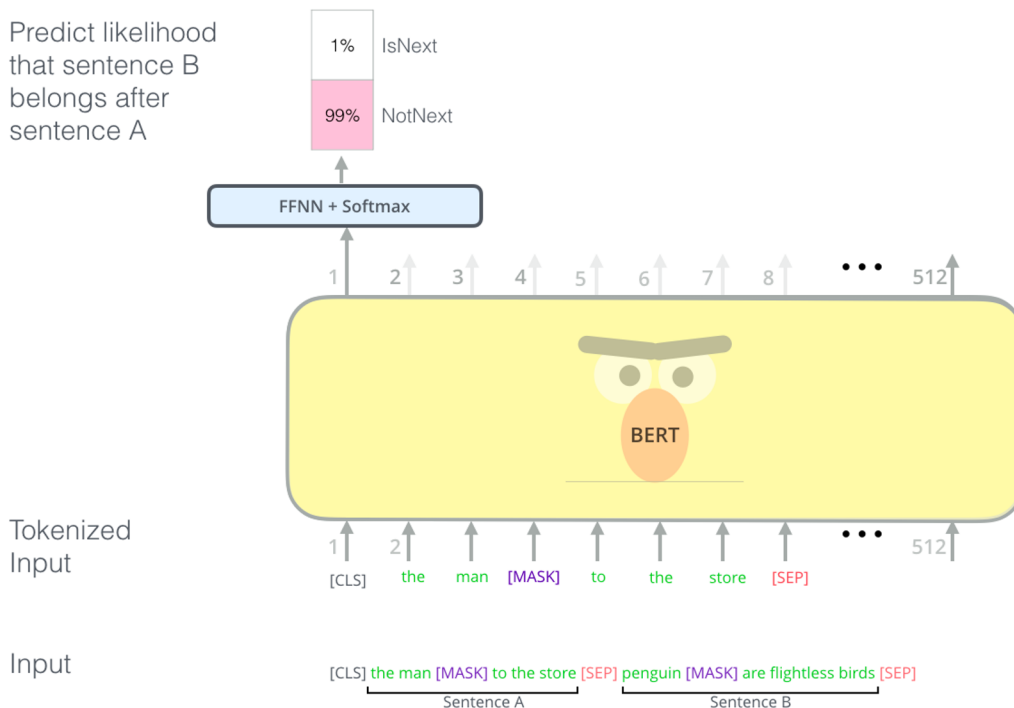 Predict likelihood
that sentence B
belongs after
sentence A
1% IsNext
99% NotNext
FFNN + Softmax
1 2 3 4 5 6 7 8 ••• 512
BERT
Tokenized
Input
1 2 ••• 512
[CLS] the man [MASK] to the store [SEP]
Input
[CLS] the man [MASK] to the store [SEP] penguin [MASK] are flightless birds [SEP]
Sentence A Sentence B